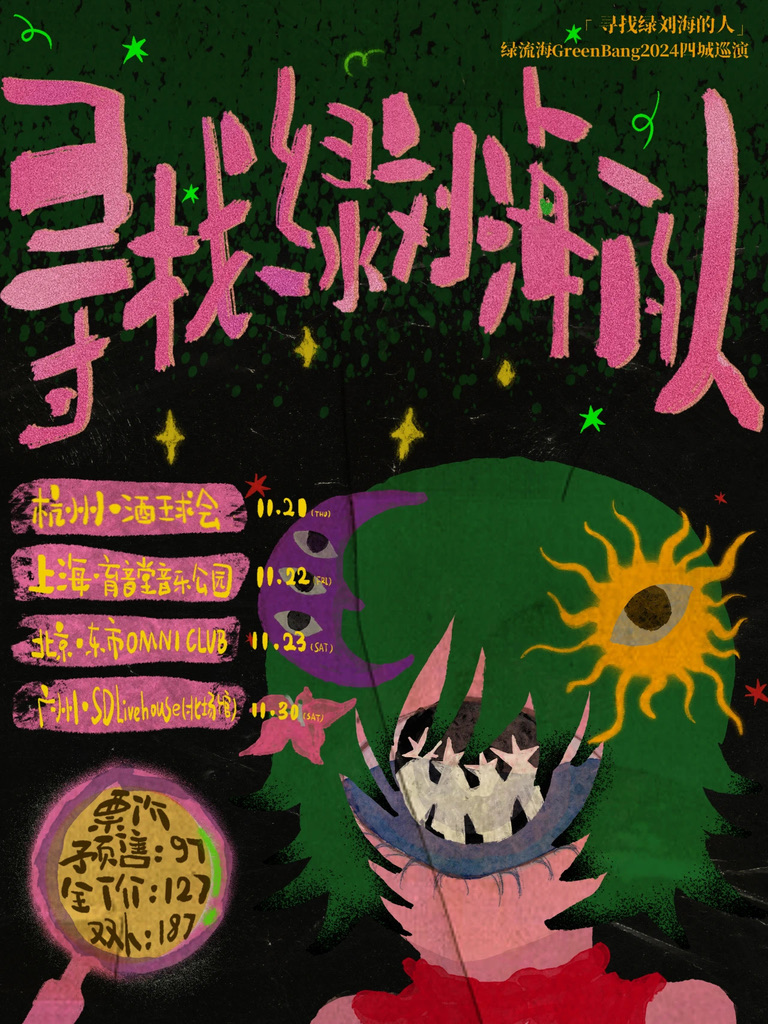 「寻找绿刘海的人」
绿流海GreenBang2024四城巡演
寻找绿刘海的人
杭州·酒球会 11.21 (THU)
上海·育音堂音乐公园 11.22 (FRI)
北京·东市OMNI CLUB 11.23 (SAT)
广州·SDLivehouse(北场馆) 11.30 (SAT)
票价
预售:97
全价:127
双人:187